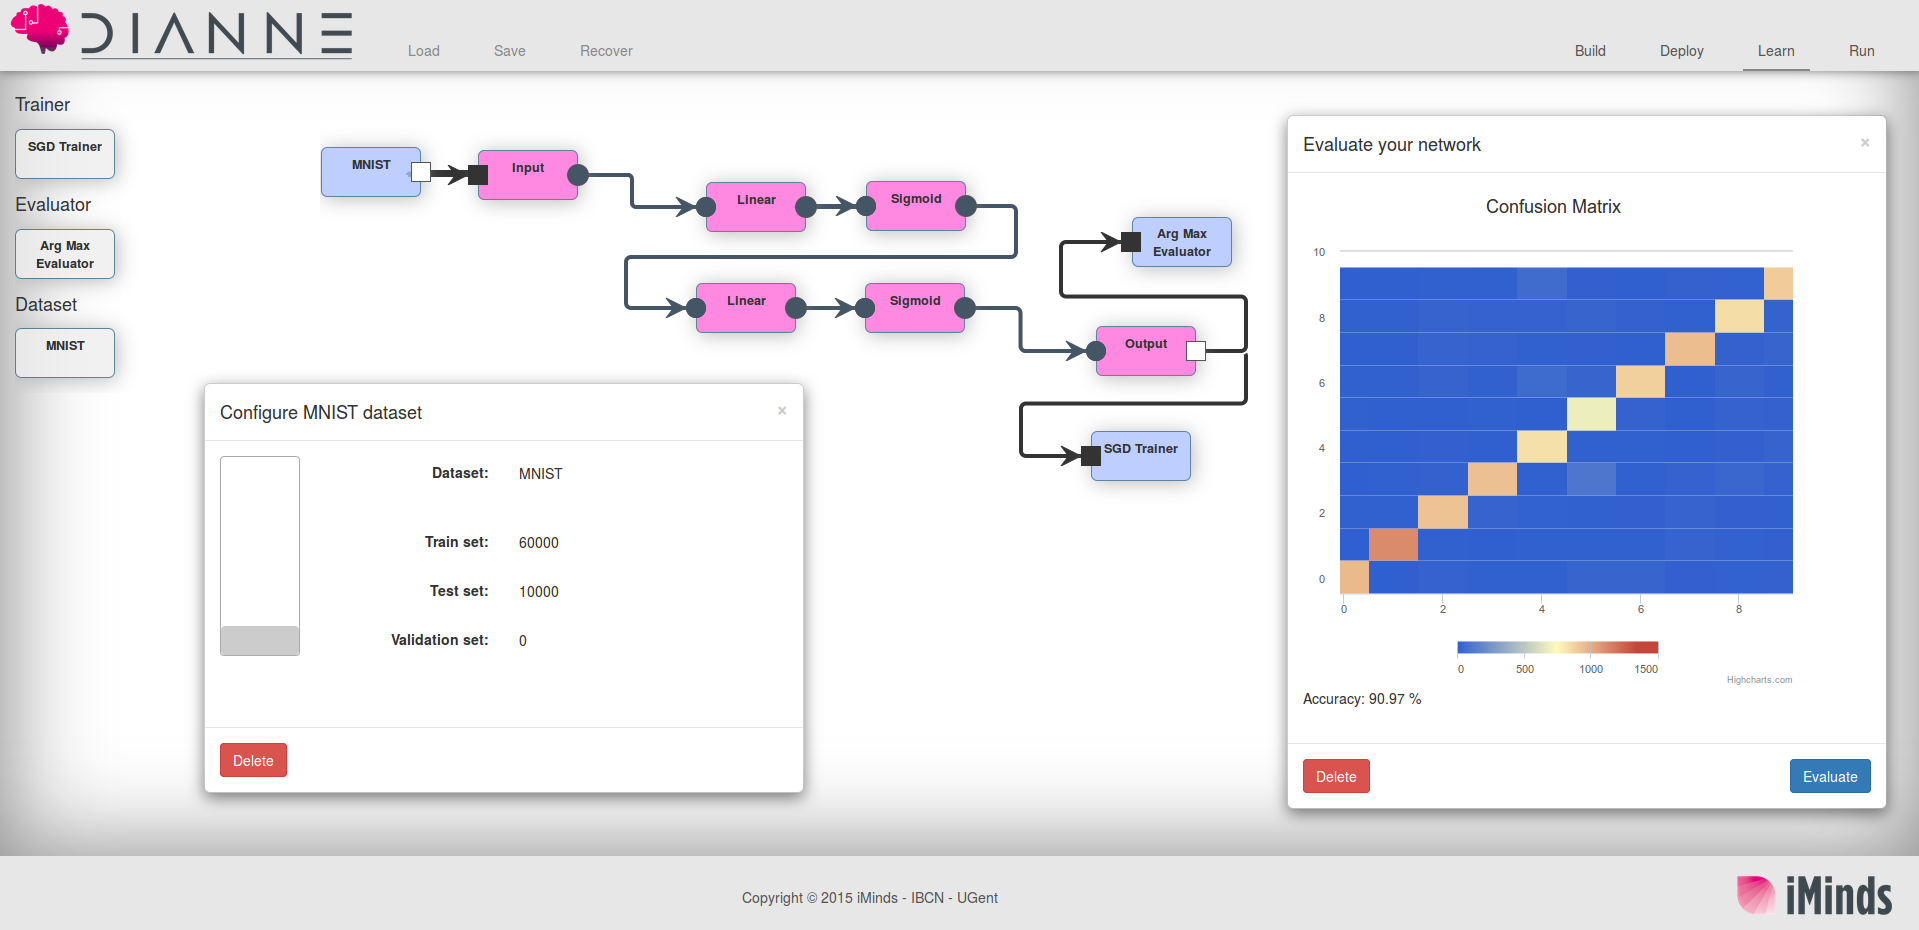 DIANNE
Load
Save
Recover
Build
Deploy
Learn
Run
Trainer
SGD Trainer
Evaluator
Arg Max
Evaluator
Dataset
MNIST
MNIST
Input
Linear
Sigmoid
Linear
Sigmoid
Output
Arg Max
Evaluator
SGD Trainer
Configure MNIST dataset
×
Dataset: MNIST
Train set: 60000
Test set: 10000
Validation set: 0
Delete
Evaluate your network
×
Confusion Matrix
10
8
6
4
2
0
0 2 4 6 8
0 500 1000 1500
Highcharts.com
Accuracy: 90.97 %
Delete
Evaluate
Copyright © 2015 iMinds - IBCN - UGent
iMinds